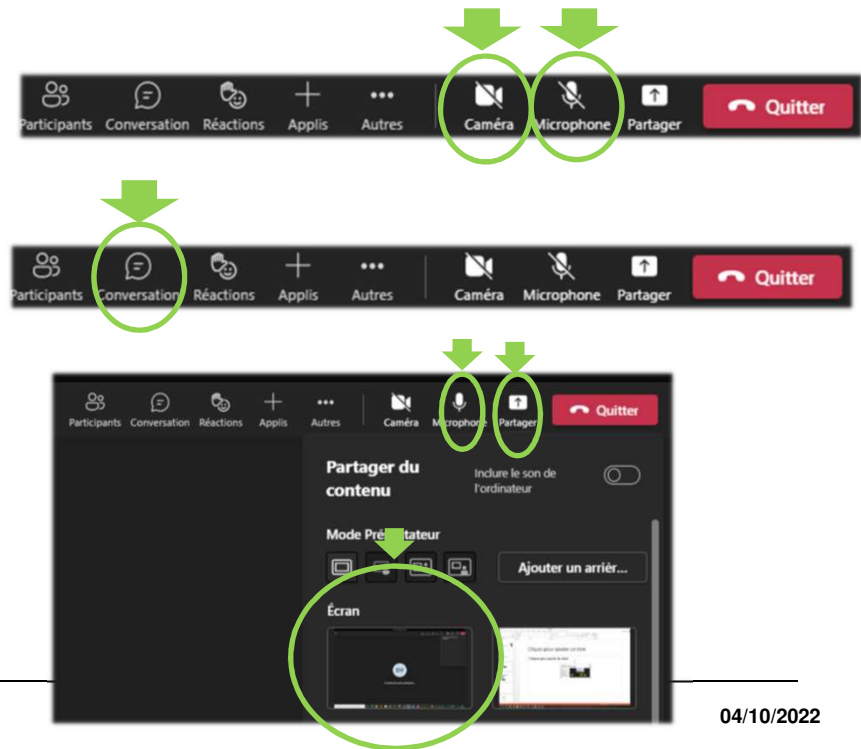 Participants Conversation Réactions Applis Autres Caméra Microphone Partager Quitter
Participants Conversation Réactions Applis Autres Caméra Microphone Partager Quitter
Participants Conversation Réactions Applis Autres Caméra Microphone Partager Quitter
Partager du contenu
Inclure le son de l'ordinateur
Mode Présentateur
Ajouter un arrièr...
Écran
04/10/2022